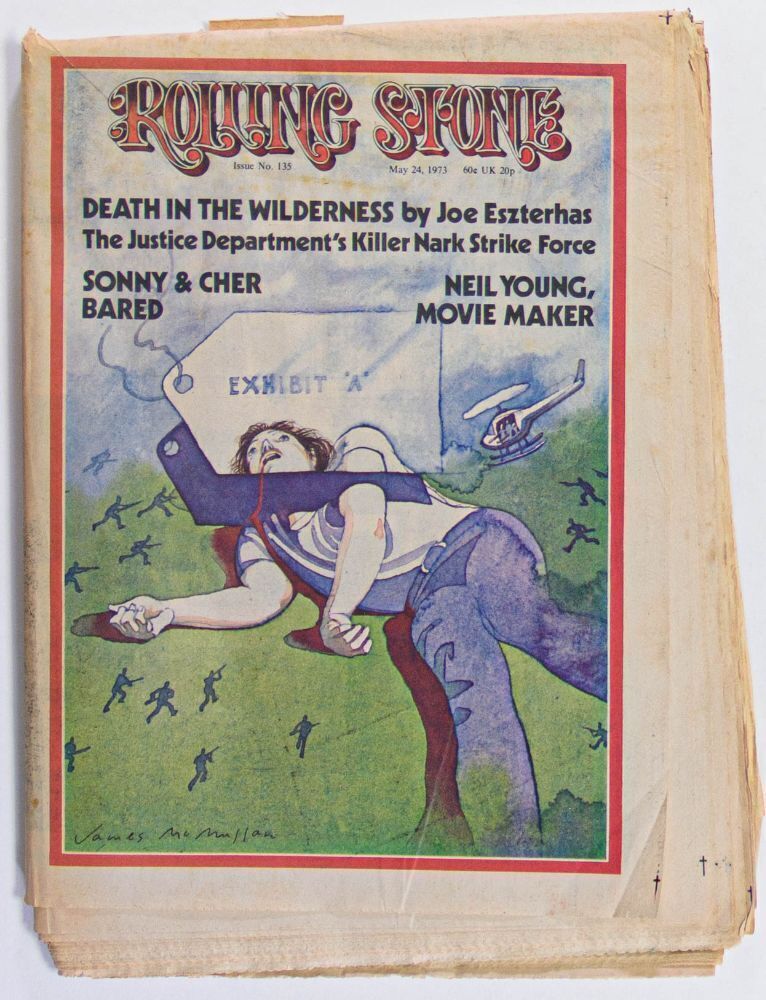 ROLLING STONE
Issue No. 135 May 24, 1973 60¢ UK 20p
DEATH IN THE WILDERNESS by Joe Eszterhas
The Justice Department's Killer Nark Strike Force
SONNY & CHER
BARED
NEIL YOUNG,
MOVIE MAKER
EXHIBIT "A"
James McMullan